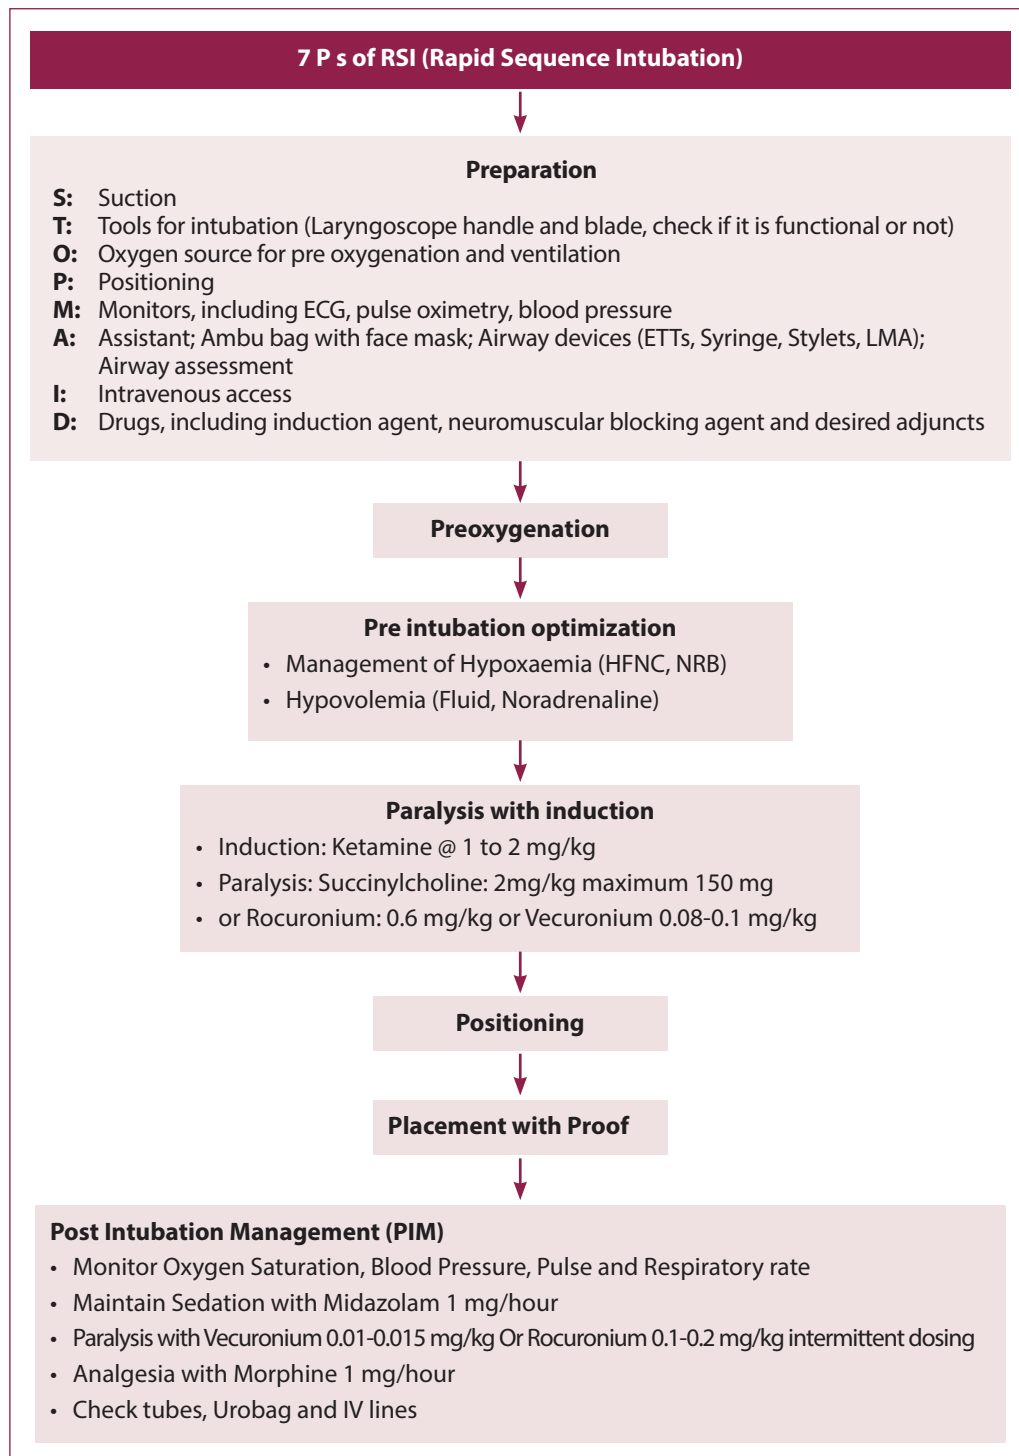 7 P s of RSI (Rapid Sequence Intubation)
Preparation
S: Suction
T: Tools for intubation (Laryngoscope handle and blade, check if it is functional or not)
O: Oxygen source for pre oxygenation and ventilation
P: Positioning
M: Monitors, including ECG, pulse oximetry, blood pressure
A: Assistant; Ambu bag with face mask; Airway devices (ETTs, Syringe, Stylets, LMA);
Airway assessment
I: Intravenous access
D: Drugs, including induction agent, neuromuscular blocking agent and desired adjuncts
Preoxygenation
Pre intubation optimization
• Management of Hypoxaemia (HFNC, NRB)
• Hypovolemia (Fluid, Noradrenaline)
Paralysis with induction
• Induction: Ketamine @ 1 to 2 mg/kg
• Paralysis: Succinylcholine: 2mg/kg maximum 150 mg
• or Rocuronium: 0.6 mg/kg or Vecuronium 0.08-0.1 mg/kg
Positioning
Placement with Proof
Post Intubation Management (PIM)
• Monitor Oxygen Saturation, Blood Pressure, Pulse and Respiratory rate
• Maintain Sedation with Midazolam 1 mg/hour
• Paralysis with Vecuronium 0.01-0.015 mg/kg Or Rocuronium 0.1-0.2 mg/kg intermittent dosing
• Analgesia with Morphine 1 mg/hour
• Check tubes, Urobag and IV lines